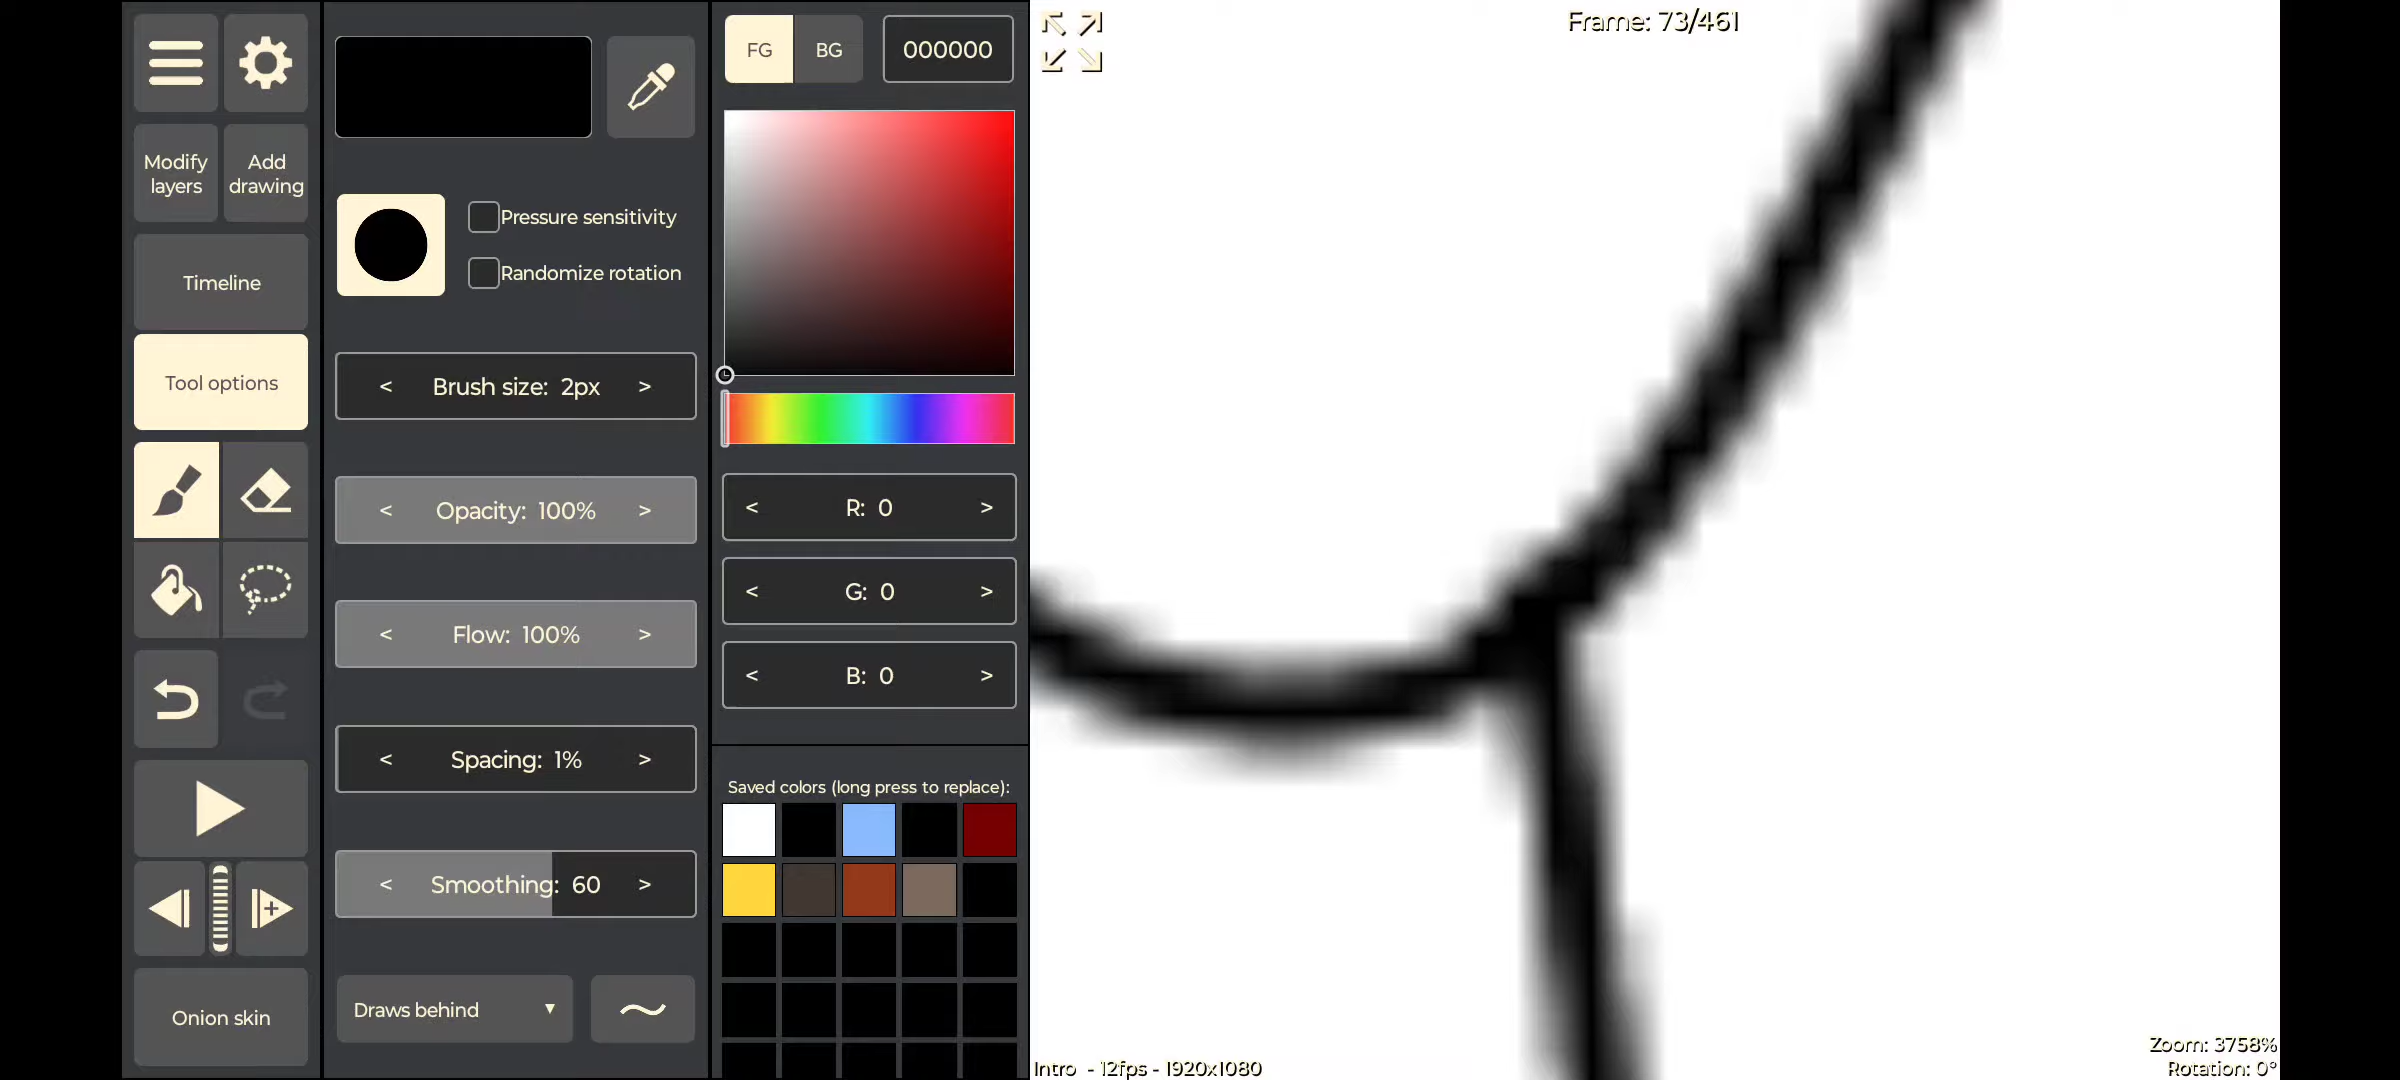 Modify
layers
Add
drawing
Timeline
Tool options
Onion skin
Pressure sensitivity
Randomize rotation
< Brush size: 2px >
< Opacity: 100% >
< Flow: 100% >
< Spacing: 1% >
< Smoothing: 60 >
Draws behind ▼
FG BG 000000
< R: 0 >
< G: 0 >
< B: 0 >
Saved colors (long press to replace):
Frame: 73/461
Intro - 12fps - 1920x1080
Zoom: 3758%
Rotation: 0°